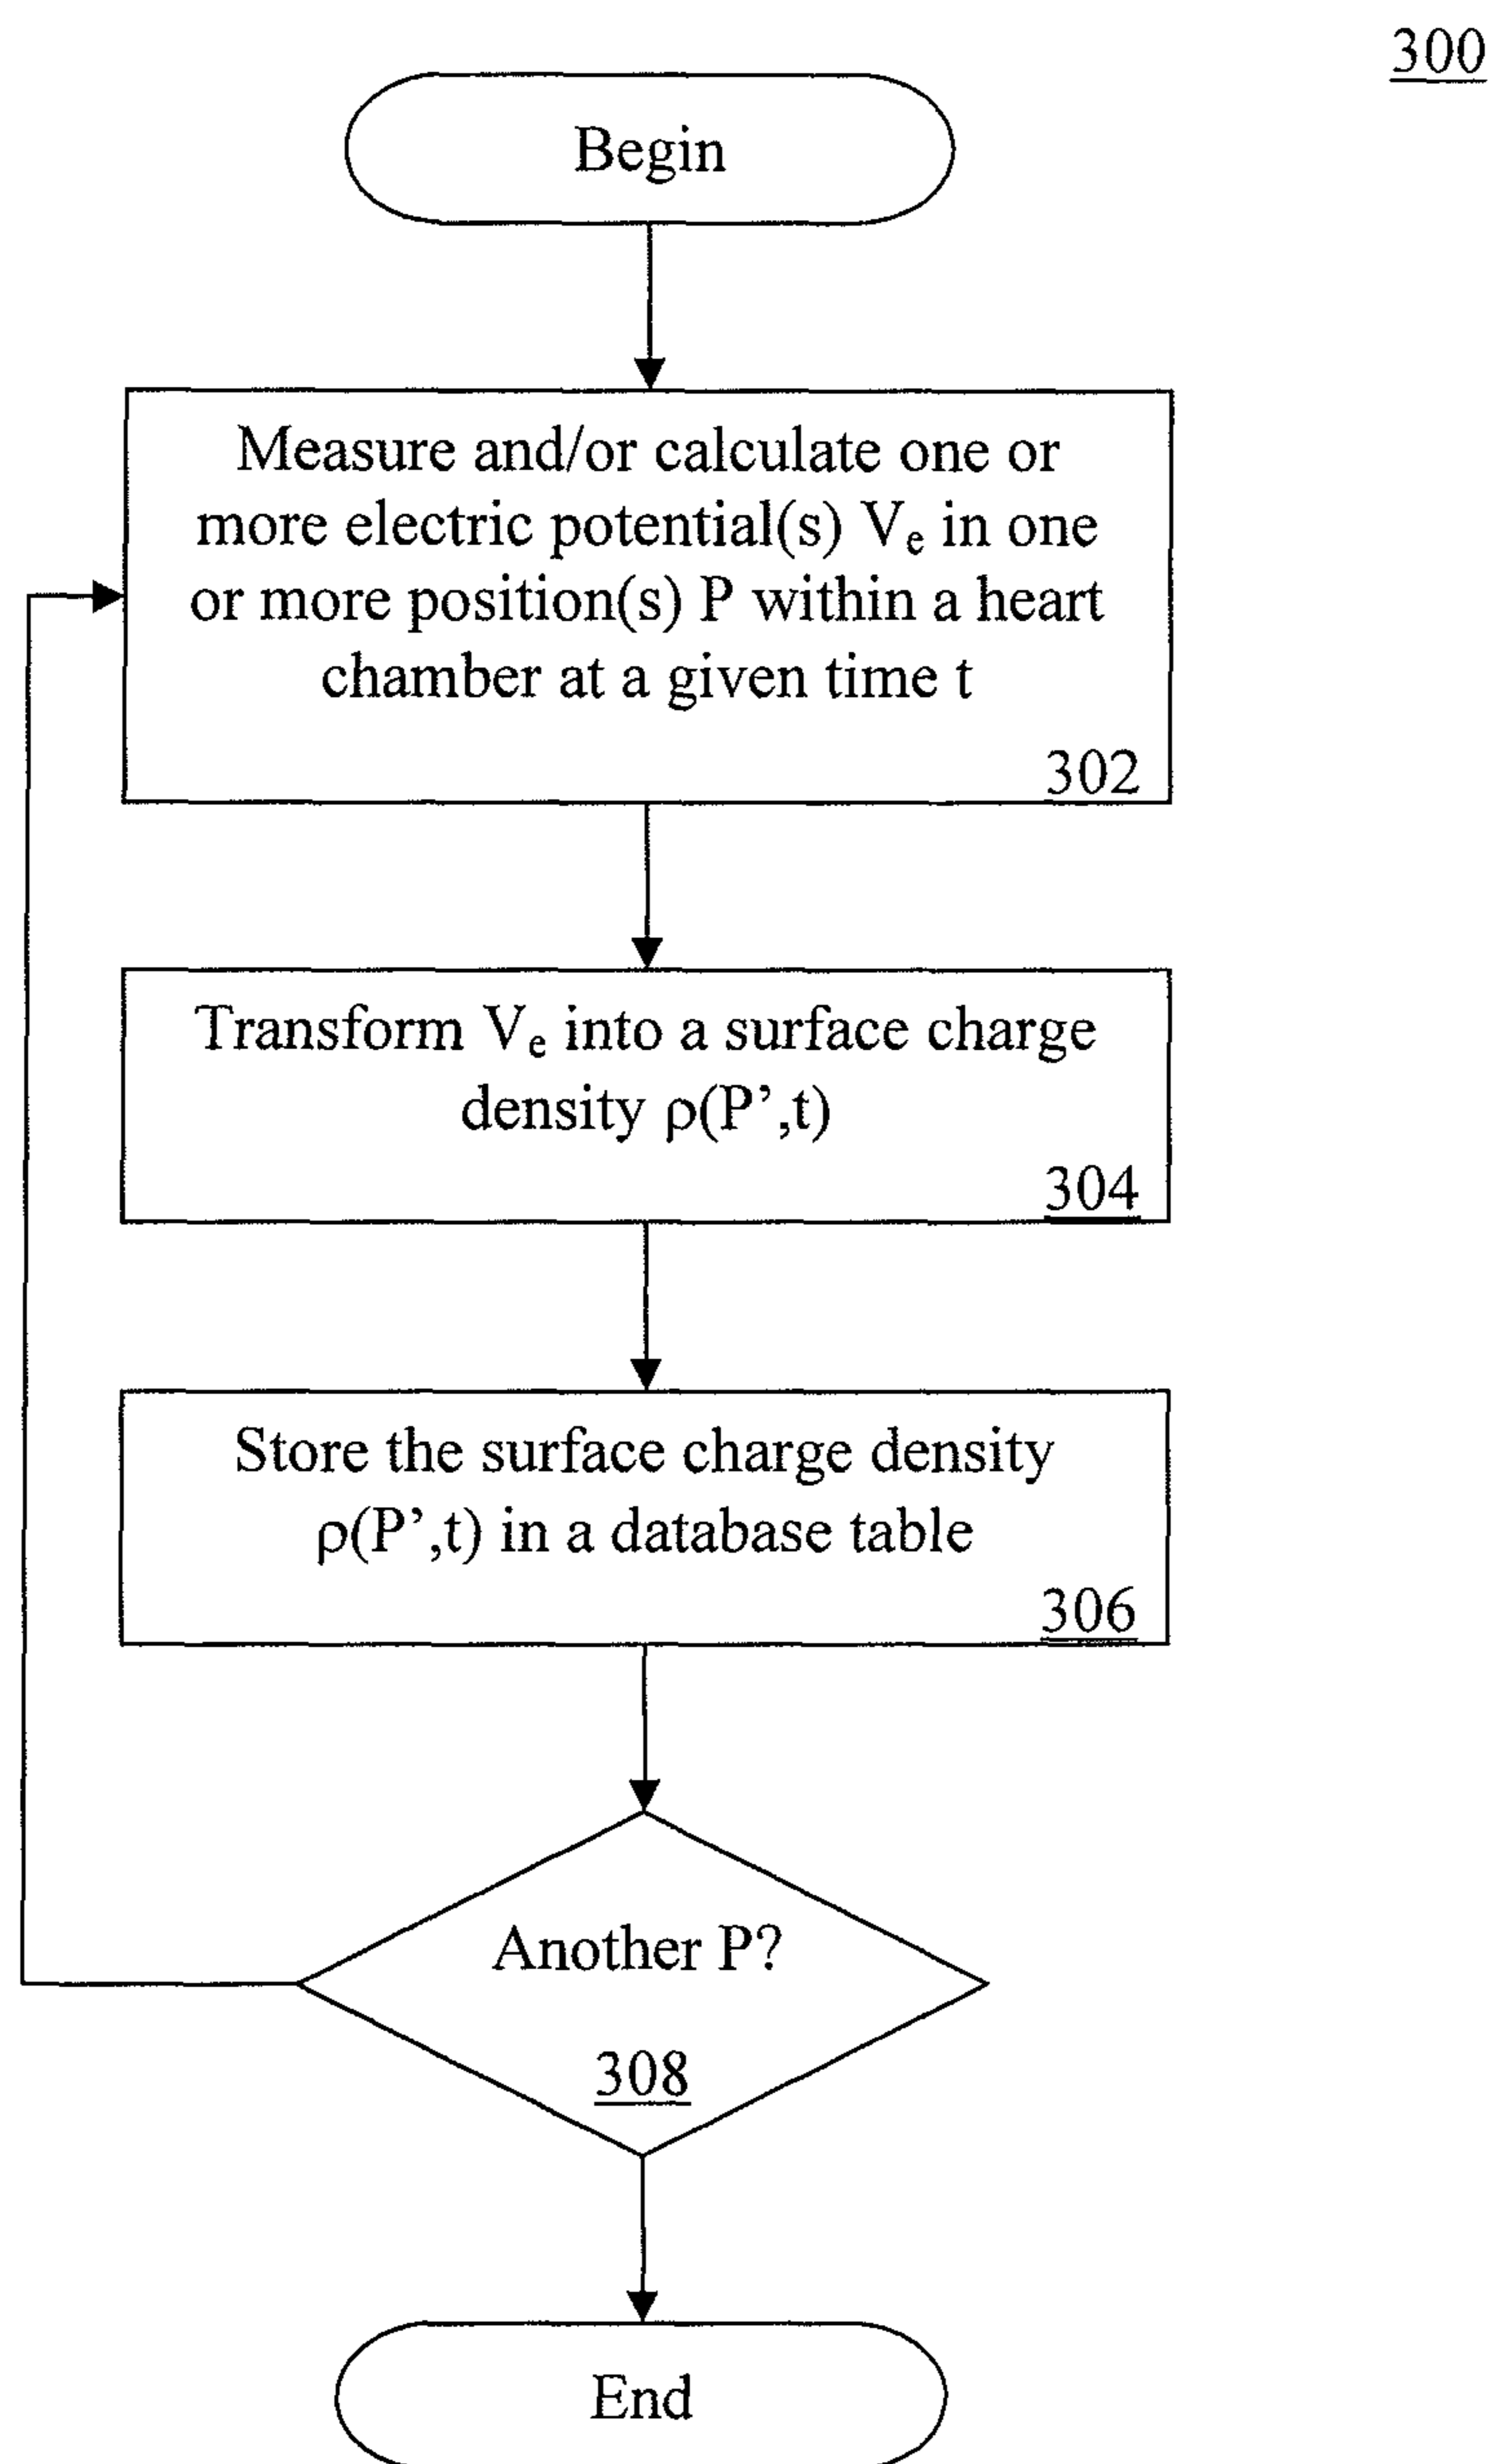 300
Begin
Measure and/or calculate one or
more electric potential(s) Vₑ in one
or more position(s) P within a heart
chamber at a given time t
302
Transform Vₑ into a surface charge
density ρ(P’,t)
304
Store the surface charge density
ρ(P’,t) in a database table
306
Another P?
308
End